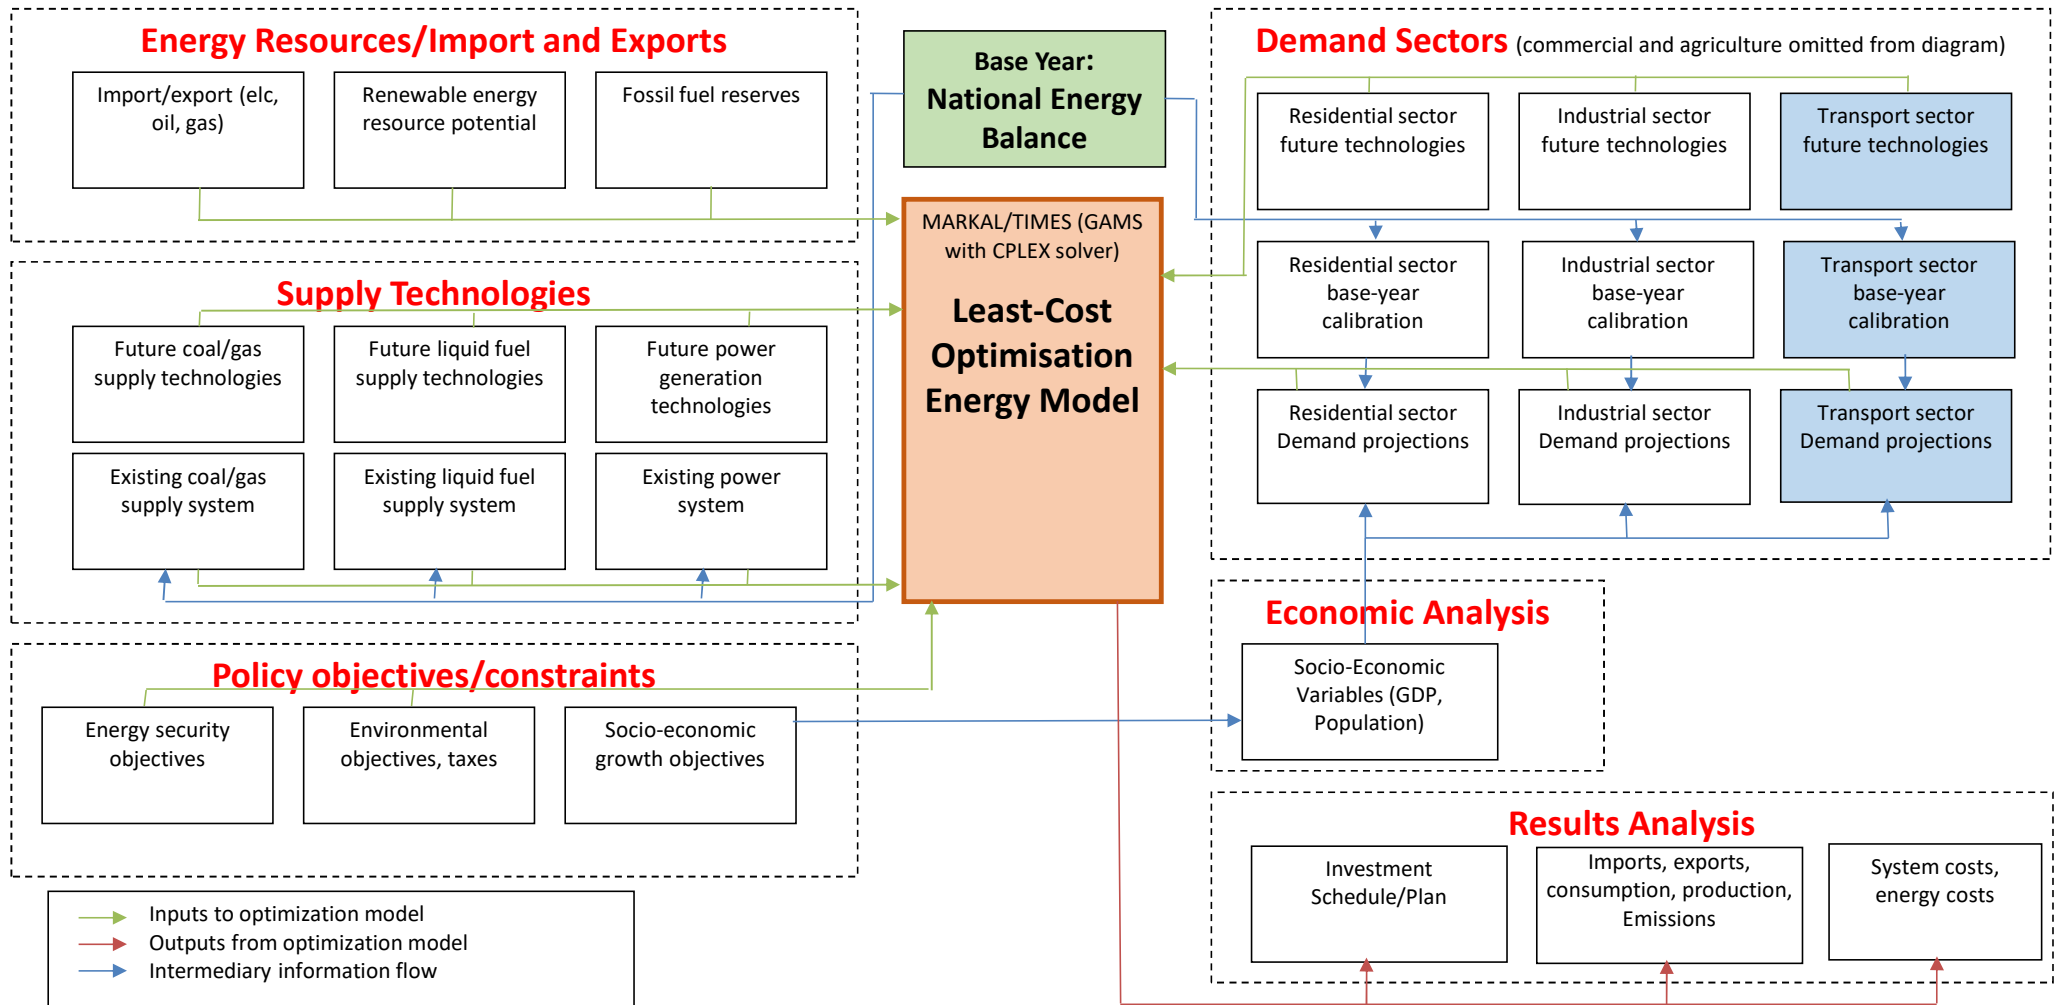 Energy Resources/Import and Exports
Import/export (elc,
oil, gas)
Renewable energy
resource potential
Fossil fuel reserves
Base Year:
National Energy
Balance
Demand Sectors (commercial and agriculture omitted from diagram)
Residential sector
future technologies
Industrial sector
future technologies
Transport sector
future technologies
MARKAL/TIMES (GAMS
with CPLEX solver)
Least-Cost
Optimisation
Energy Model
Residential sector
base-year
calibration
Industrial sector
base-year
calibration
Transport sector
base-year
calibration
Residential sector
Demand projections
Industrial sector
Demand projections
Transport sector
Demand projections
Supply Technologies
Future coal/gas
supply technologies
Future liquid fuel
supply technologies
Future power
generation
technologies
Existing coal/gas
supply system
Existing liquid fuel
supply system
Existing power
system
Policy objectives/constraints
Energy security
objectives
Environmental
objectives, taxes
Socio-economic
growth objectives
Economic Analysis
Socio-Economic
Variables (GDP,
Population)
Results Analysis
Investment
Schedule/Plan
Imports, exports,
consumption, production,
Emissions
System costs,
energy costs
Inputs to optimization model
Outputs from optimization model
Intermediary information flow